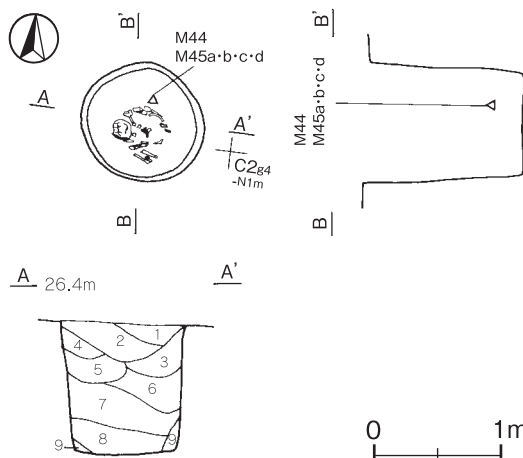 B'
M44
M45a･b･c･d
A
A'
C2g4
-N1m
B
B'
M44
M45a･b･c･d
B
A 26.4m
A'
1
2
3
4
5
6
7
8
9
9
0 1m